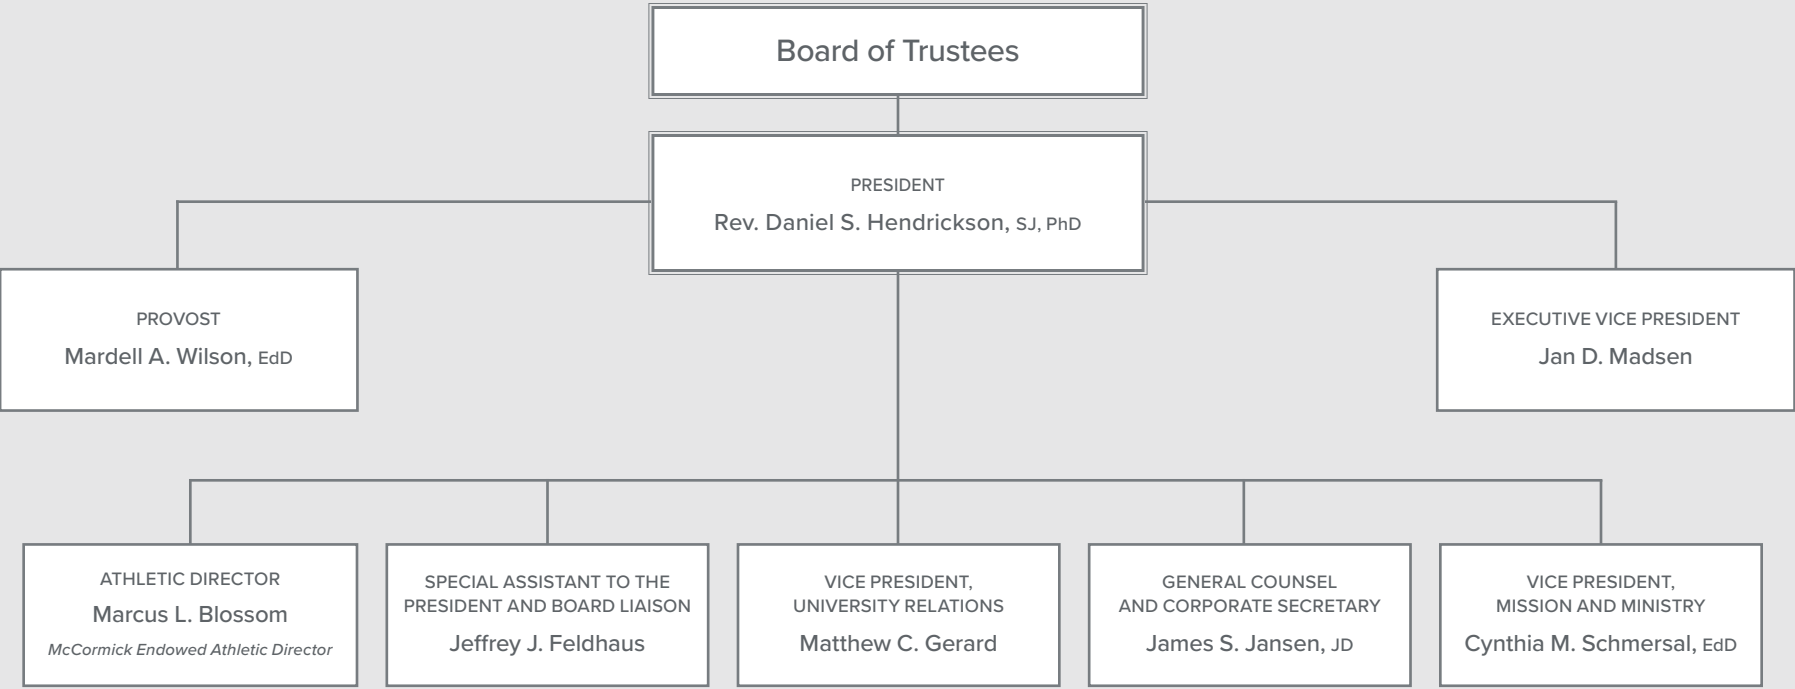 Board of Trustees
PRESIDENT
Rev. Daniel S. Hendrickson, SJ, PhD
PROVOST
Mardell A. Wilson, EdD
EXECUTIVE VICE PRESIDENT
Jan D. Madsen
ATHLETIC DIRECTOR
Marcus L. Blossom
McCormick Endowed Athletic Director
SPECIAL ASSISTANT TO THE
PRESIDENT AND BOARD LIAISON
Jeffrey J. Feldhaus
VICE PRESIDENT,
UNIVERSITY RELATIONS
Matthew C. Gerard
GENERAL COUNSEL
AND CORPORATE SECRETARY
James S. Jansen, JD
VICE PRESIDENT,
MISSION AND MINISTRY
Cynthia M. Schmersal, EdD